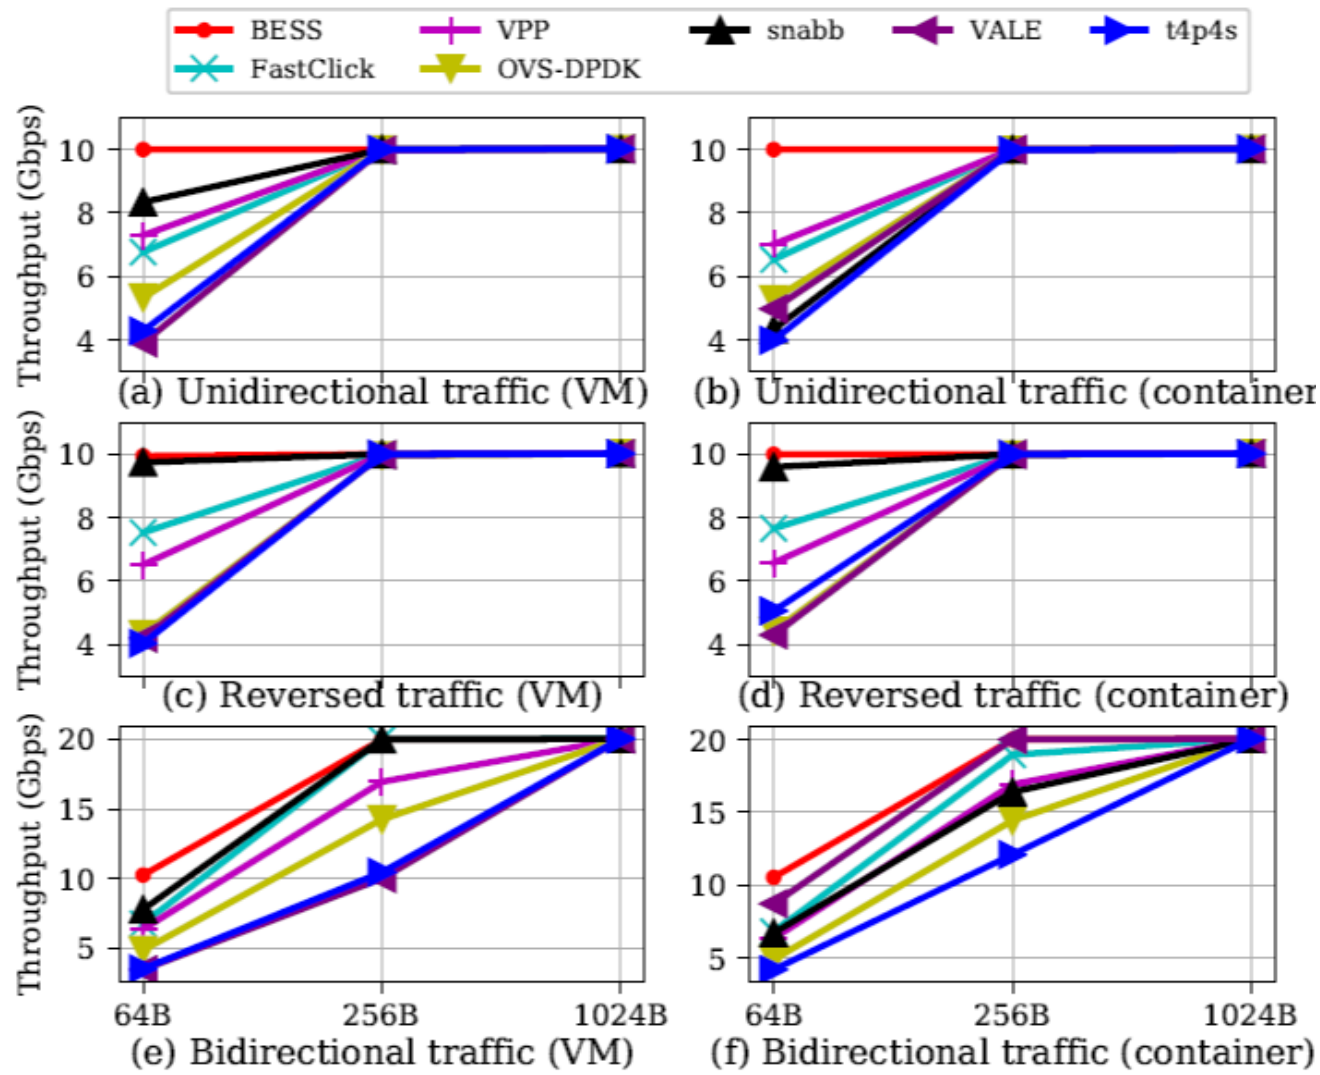 BESS VPP snabb VALE t4p4s
FastClick OVS-DPDK
Throughput (Gbps)
10
8
6
4
(a) Unidirectional traffic (VM)
10
8
6
4
(b) Unidirectional traffic (container
Throughput (Gbps)
10
8
6
4
(c) Reversed traffic (VM)
10
8
6
4
(d) Reversed traffic (container)
Throughput (Gbps)
20
15
10
5
64B 256B 1024B
(e) Bidirectional traffic (VM)
20
15
10
5
64B 256B 1024B
(f) Bidirectional traffic (container)